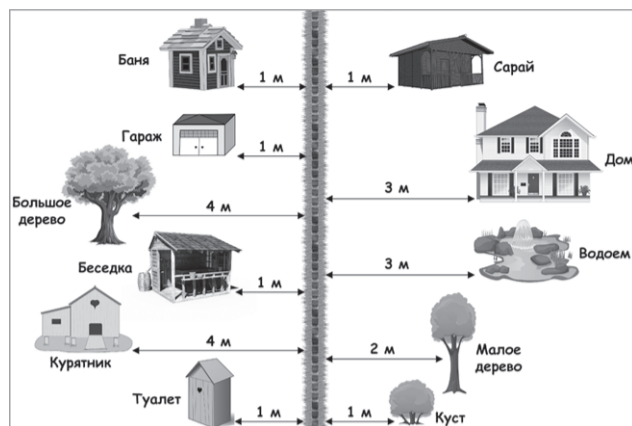 Баня
1 м
1 м
Сарай
Гараж
1 м
Дом
3 м
Большое
дерево
4 м
Беседка
1 м
3 м
Водоем
Курятник
4 м
2 м
Малое
дерево
Туалет
1 м
1 м
Куст